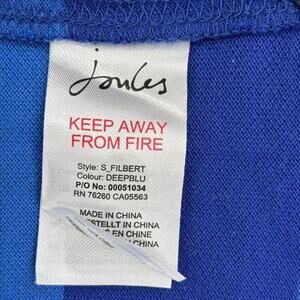 Joules
KEEP AWAY
FROM FIRE
Style: S_FILBERT
Colour: DEEPBLU
P/O No: 00051034
RN 76260 CA05563
MADE IN CHINA
ESTELLT IN CHINA
EN CHINE
CHINA